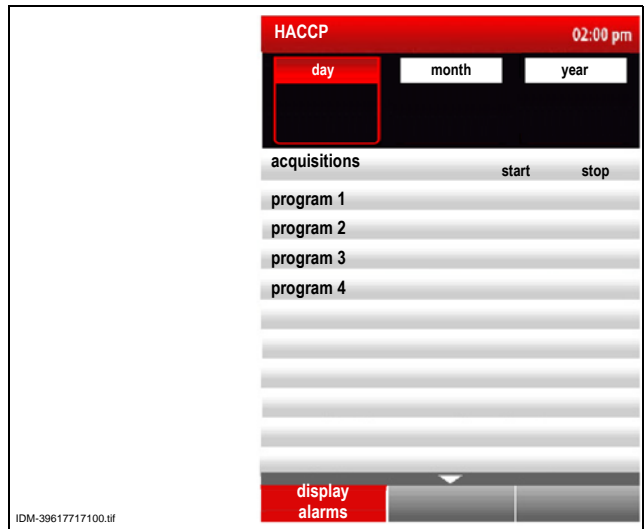 HACCP 02:00 pm
day month year
acquisitions start stop
program 1
program 2
program 3
program 4
display
alarms
IDM-39617717100.tif